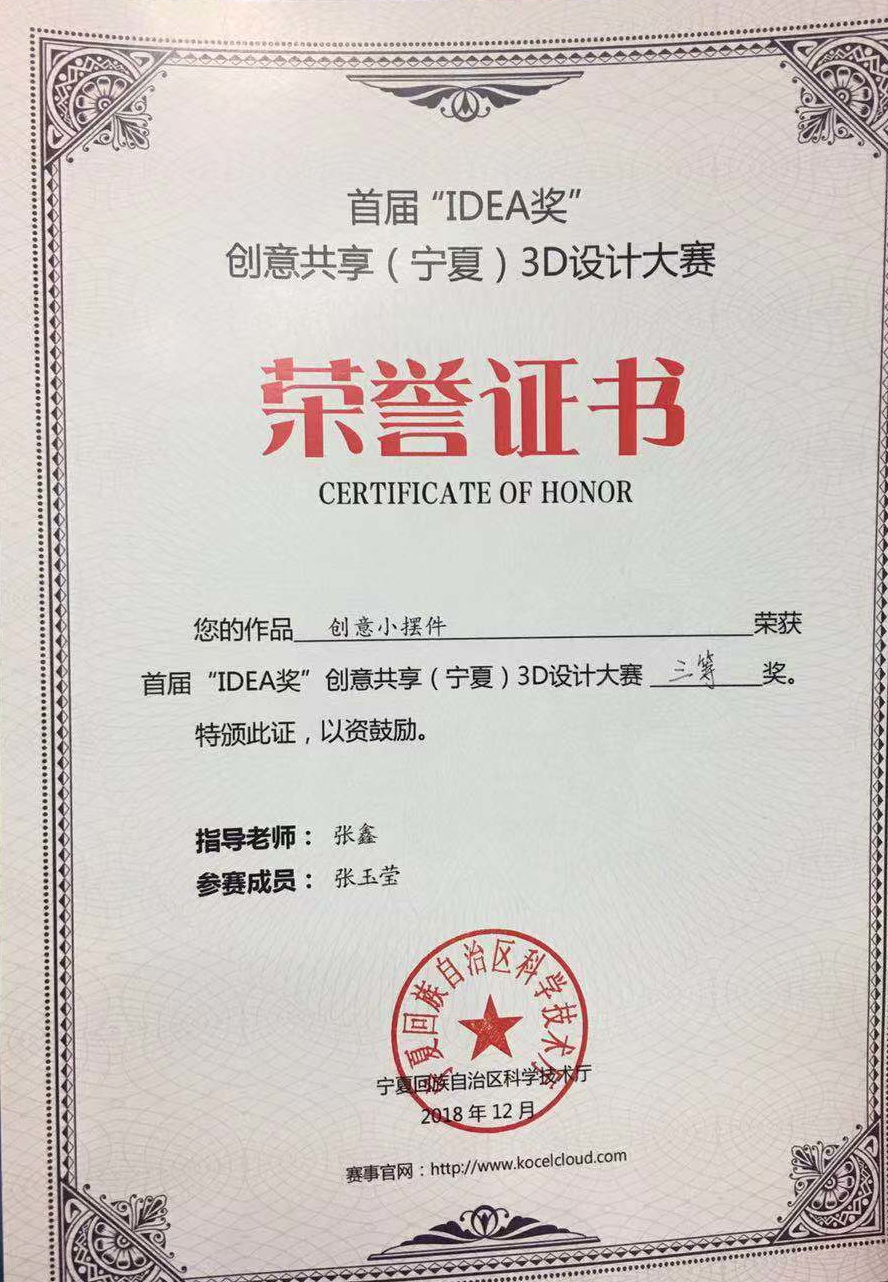 首届“IDEA奖”
创意共享（宁夏）3D设计大赛
荣誉证书
CERTIFICATE OF HONOR
您的作品 创意小摆件 荣获
首届“IDEA奖”创意共享（宁夏）3D设计大赛 三等 奖。
特颁此证，以资鼓励。
指导老师： 张鑫
参赛成员： 张玉莹
宁夏回族自治区科学技术厅
宁夏回族自治区科学技术厅
2018 年 12 月
赛事官网：http://www.kocelcloud.com